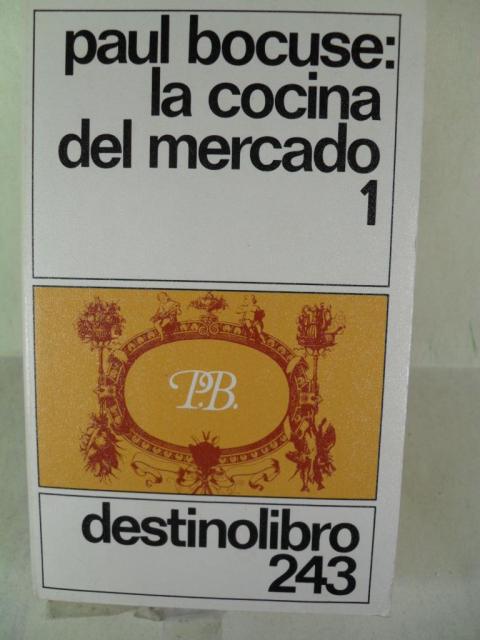 paul bocuse:
la cocina
del mercado
1
P.B.
destinolibro
243